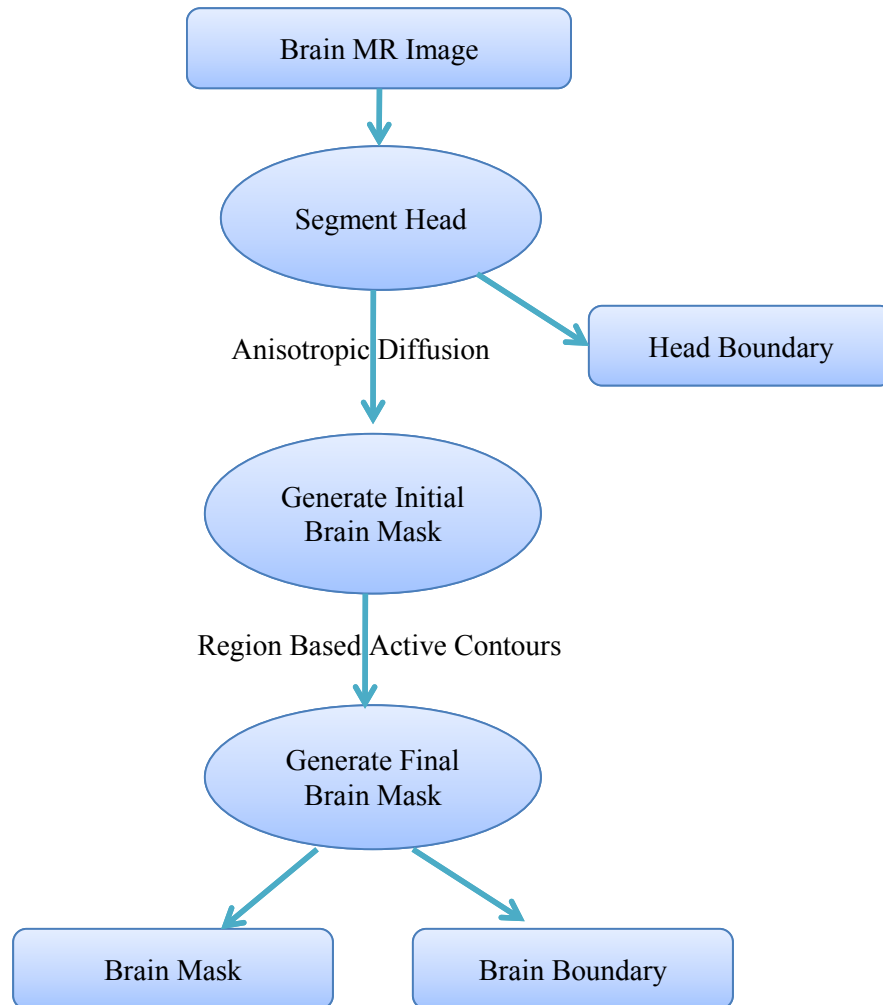 Brain MR Image
Segment Head
Anisotropic Diffusion
Head Boundary
Generate Initial
Brain Mask
Region Based Active Contours
Generate Final
Brain Mask
Brain Mask
Brain Boundary